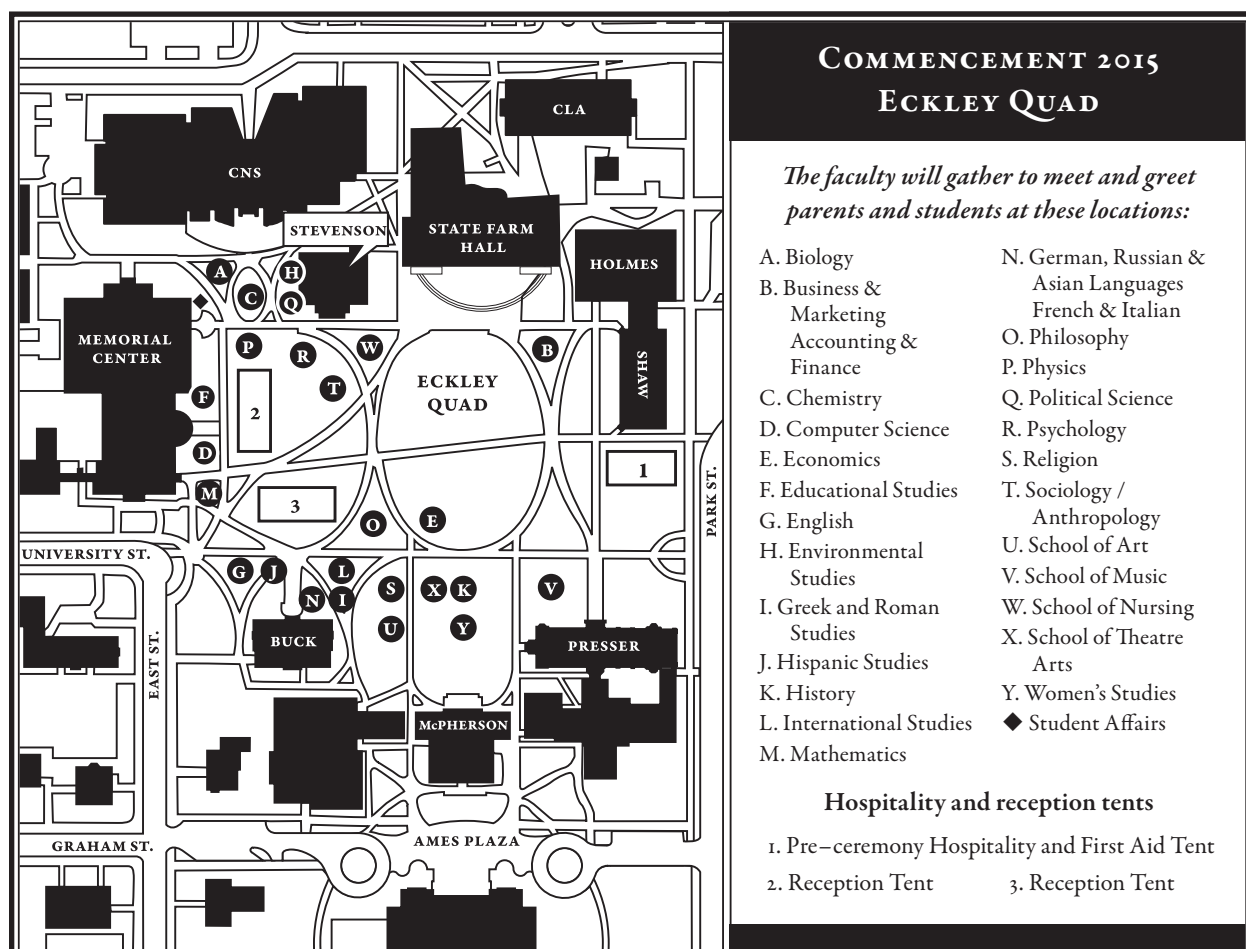 CNS
CLA
STEVENSON
STATE FARM
HALL
HOLMES
A
H
C
Q
MEMORIAL
CENTER
P
R
W
B
SHAW
ECKLEY
QUAD
F
T
2
D
1
M
3
O
E
PARK ST.
UNIVERSITY ST.
G
J
L
S
X
K
V
N
I
U
Y
BUCK
PRESSER
EAST ST.
McPHERSON
AMES PLAZA
GRAHAM ST.
Commencement 2015
Eckley Quad
The faculty will gather to meet and greet
parents and students at these locations:
A. Biology
B. Business &
Marketing
Accounting &
Finance
C. Chemistry
D. Computer Science
E. Economics
F. Educational Studies
G. English
H. Environmental
Studies
I. Greek and Roman
Studies
J. Hispanic Studies
K. History
L. International Studies
M. Mathematics
N. German, Russian &
Asian Languages
French & Italian
O. Philosophy
P. Physics
Q. Political Science
R. Psychology
S. Religion
T. Sociology /
Anthropology
U. School of Art
V. School of Music
W. School of Nursing
X. School of Theatre
Arts
Y. Women's Studies
◆ Student Affairs
Hospitality and reception tents
1. Pre–ceremony Hospitality and First Aid Tent
2. Reception Tent
3. Reception Tent